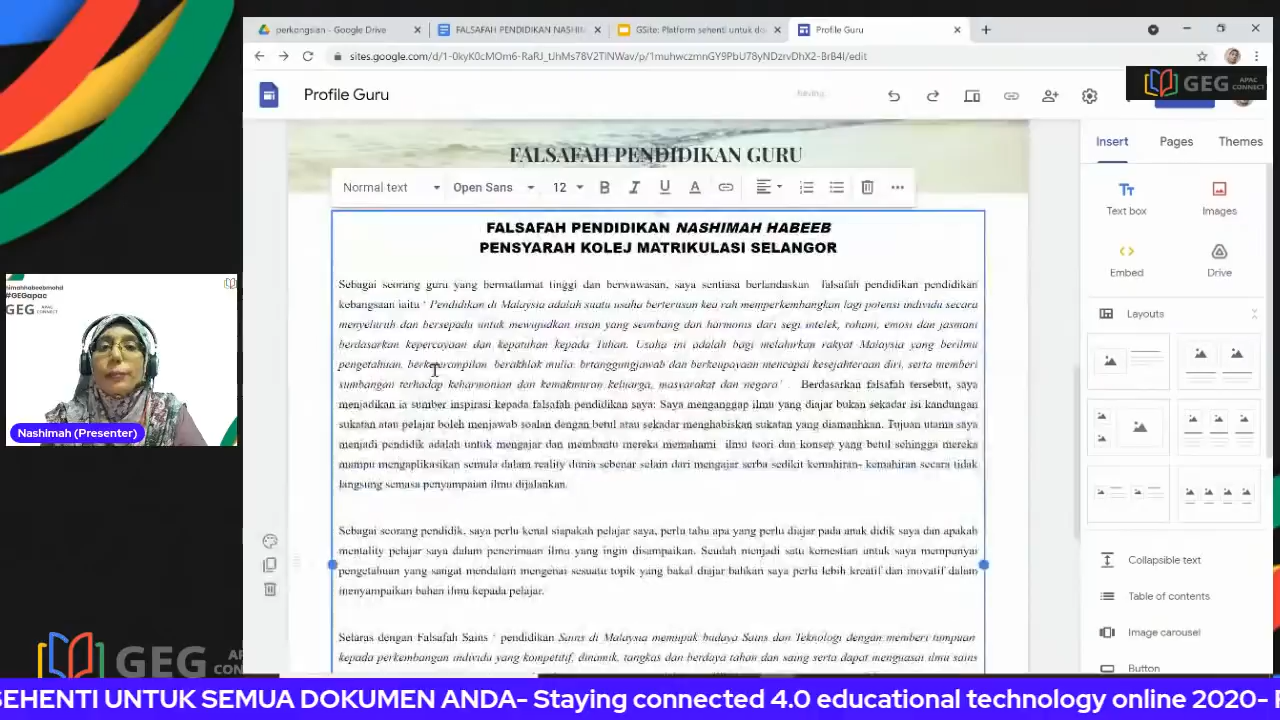 perkongsian - Google Drive
FALSAFAH PENDIDIKAN NASHIM
GSite: Platform sehenti untuk do
Profile Guru
sites.google.com/d/1-0kyK0cMOm6-RaRJ_IJhMs78V2TlNWav/p/1muhwczmnGY9PbU78yNDzrvDhX2-BrB4l/edit
GEG APAC CONNECT
Profile Guru
Saving...
Insert
Pages
Themes
FALSAFAH PENDIDIKAN GURU
Normal text
Open Sans
12
Text box
Images
Embed
Drive
Layouts
Collapsible text
Table of contents
Image carousel
Button
FALSAFAH PENDIDIKAN NASHIMAH HABEEB
PENSYARAH KOLEJ MATRIKULASI SELANGOR
Sebagai seorang guru yang bermatlamat tinggi dan berwawasan, saya sentiasa berlandaskan falsafah pendidikan pendidikan
kebangsaan iaitu ' Pendidikan di Malaysia adalah suatu usaha berterusan kea rah memperkembangkan lagi potensi individu secara
menyeluruh dan bersepadu untuk mewujudkan insan yang seimbang dan harmonis dari segi intelek, rohani, emosi dan jasmani
berdasarkan kepercayaan dan kepatuhan kepada Tuhan. Usaha ini adalah bagi melahirkan rakyat Malaysia yang berilmu
pengetahuan, berketrampilan, berakhlak mulia, brtanggungjawab dan berkeupayaan mencapai kesejahteraan diri, serta memberi
sumbangan terhadap keharmonian dan kemakmuran keluarga, masyarakat dan negara' . Berdasarkan falsafah tersebut, saya
menjadikan ia sumber inspirasi kepada falsafah pendidikan saya: Saya menganggap ilmu yang diajar bukan sekadar isi kandungan
sukatan atau pelajar boleh menjawab soalan dengan betul atau sekadar menghabiskan sukatan yang diamanhkan. Tujuan utama saya
menjadi pendidik adalah untuk mengajar dan membantu mereka memahami ilmu teori dan konsep yang betul sehingga mereka
mampu mengaplikasikan semula dalam reality dunia sebenar selain dari mengajar serba sedikit kemahiran- kemahiran secara tidak
langsung semasa penyampaian ilmu dijalankan.
Sebagai seorang pendidik, saya perlu kenal siapakah pelajar saya, perlu tahu apa yang perlu diajar pada anak didik saya dan apakah
mentality pelajar saya dalam penerimaan ilmu yang ingin disampaikan. Seudah menjadi satu kemestian untuk saya mempunyai
pengetahuan yang sangat mendalam mengenai sesuatu topik yang bakal diajar bahkan saya perlu lebih kreatif dan inovatif dalam
menyampaikan bahan ilmu kepada pelajar.
Selaras dengan Falsafah Sains ' pendidikan Sains di Malaysia memupuk budaya Sains dan Teknologi dengan memberi tumpuan
kepada perkembangan individu yang kompetitif, dinamik, tangkas dan berdaya tahan dan saing serta dapat menguasai ilmu sains
nimahhabeebmohd
#GEGapac
GEG
Nashimah (Presenter)
GEG APAC CONNECT
SEHENTI UNTUK SEMUA DOKUMEN ANDA- Staying connected 4.0 educational technology online 2020-